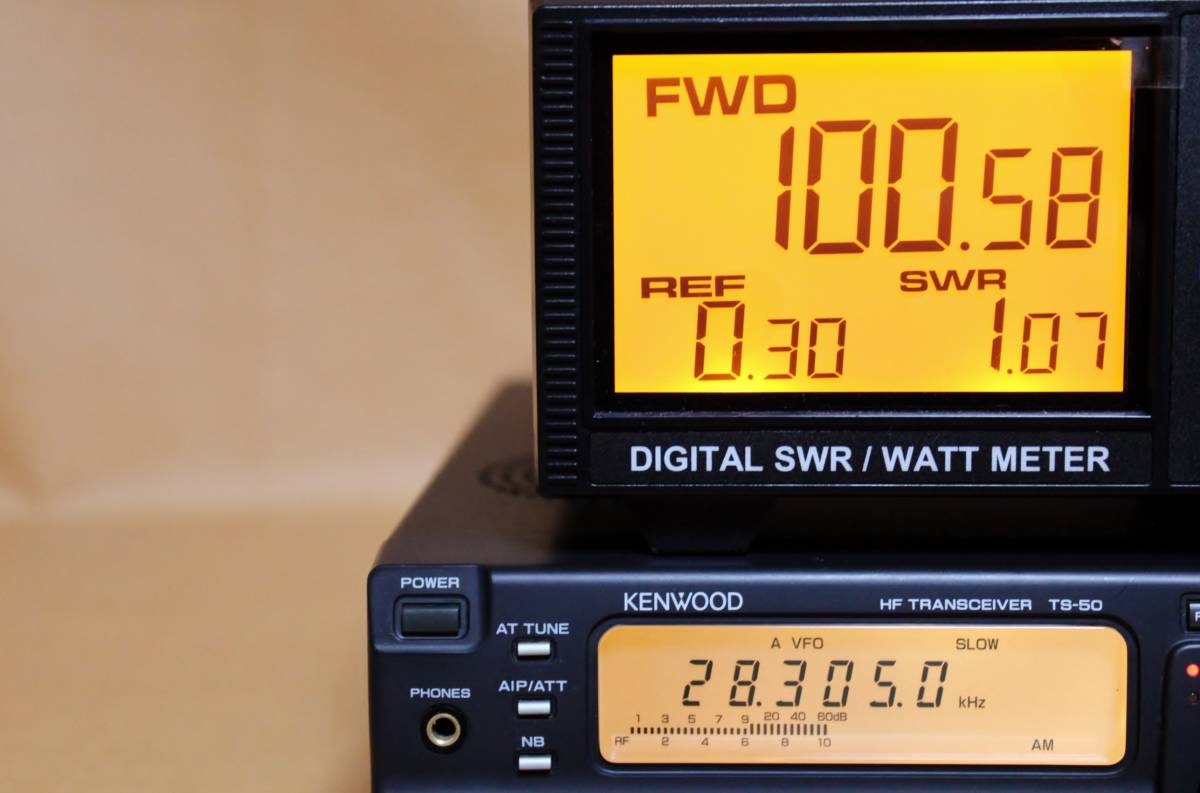 FWD
100.58
REF
SWR
0.30
1.07
DIGITAL SWR / WATT METER
POWER
KENWOOD
HF TRANSCEIVER TS-50
AT TUNE
A VFO SLOW
AIP/ATT
28.305.0 kHz
PHONES
1 3 5 7 9 20 40 60dB
RF 2 4 6 8 10
AM
NB